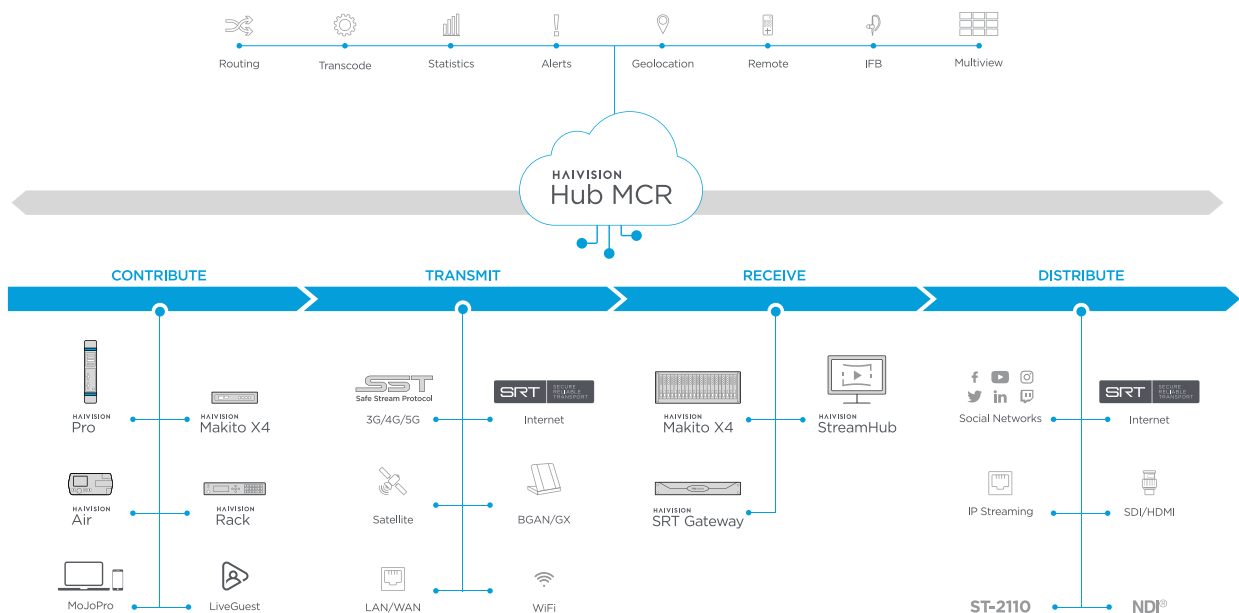 Routing
Transcode
Statistics
Alerts
Geolocation
Remote
IFB
Multiview
HAIVISION
Hub MCR
CONTRIBUTE
TRANSMIT
RECEIVE
DISTRIBUTE
HAIVISION
Pro
HAIVISION
Makito X4
HAIVISION
Air
HAIVISION
Rack
MoJoPro
LiveGuest
SST
Safe Stream Protocol
3G/4G/5G
SRT SECURE
RELIABLE
TRANSPORT
Internet
Satellite
BGAN/GX
LAN/WAN
WiFi
HAIVISION
Makito X4
HAIVISION
StreamHub
HAIVISION
SRT Gateway
Social Networks
SRT SECURE
RELIABLE
TRANSPORT
Internet
IP Streaming
SDI/HDMI
ST-2110
NDI®